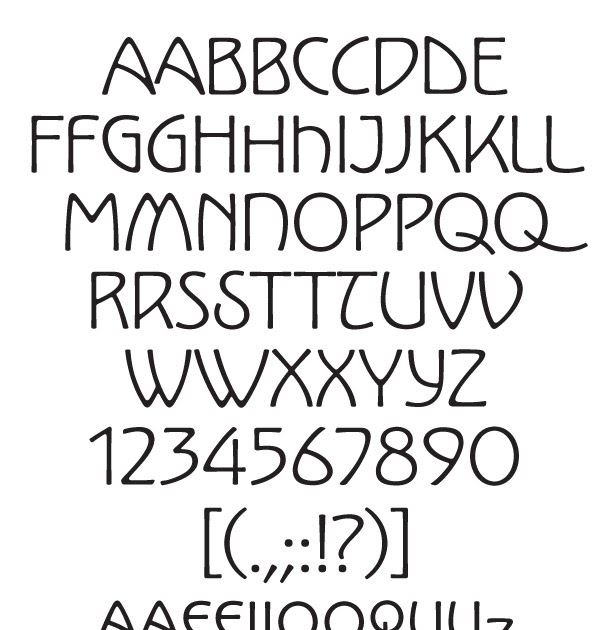 AABBCCDDE
FFGGHHhIJJKKLL
MMNNOPPQQ
RRSSTTTUVV
WWXXYYZ
1234567890
[(.,;:!?)]